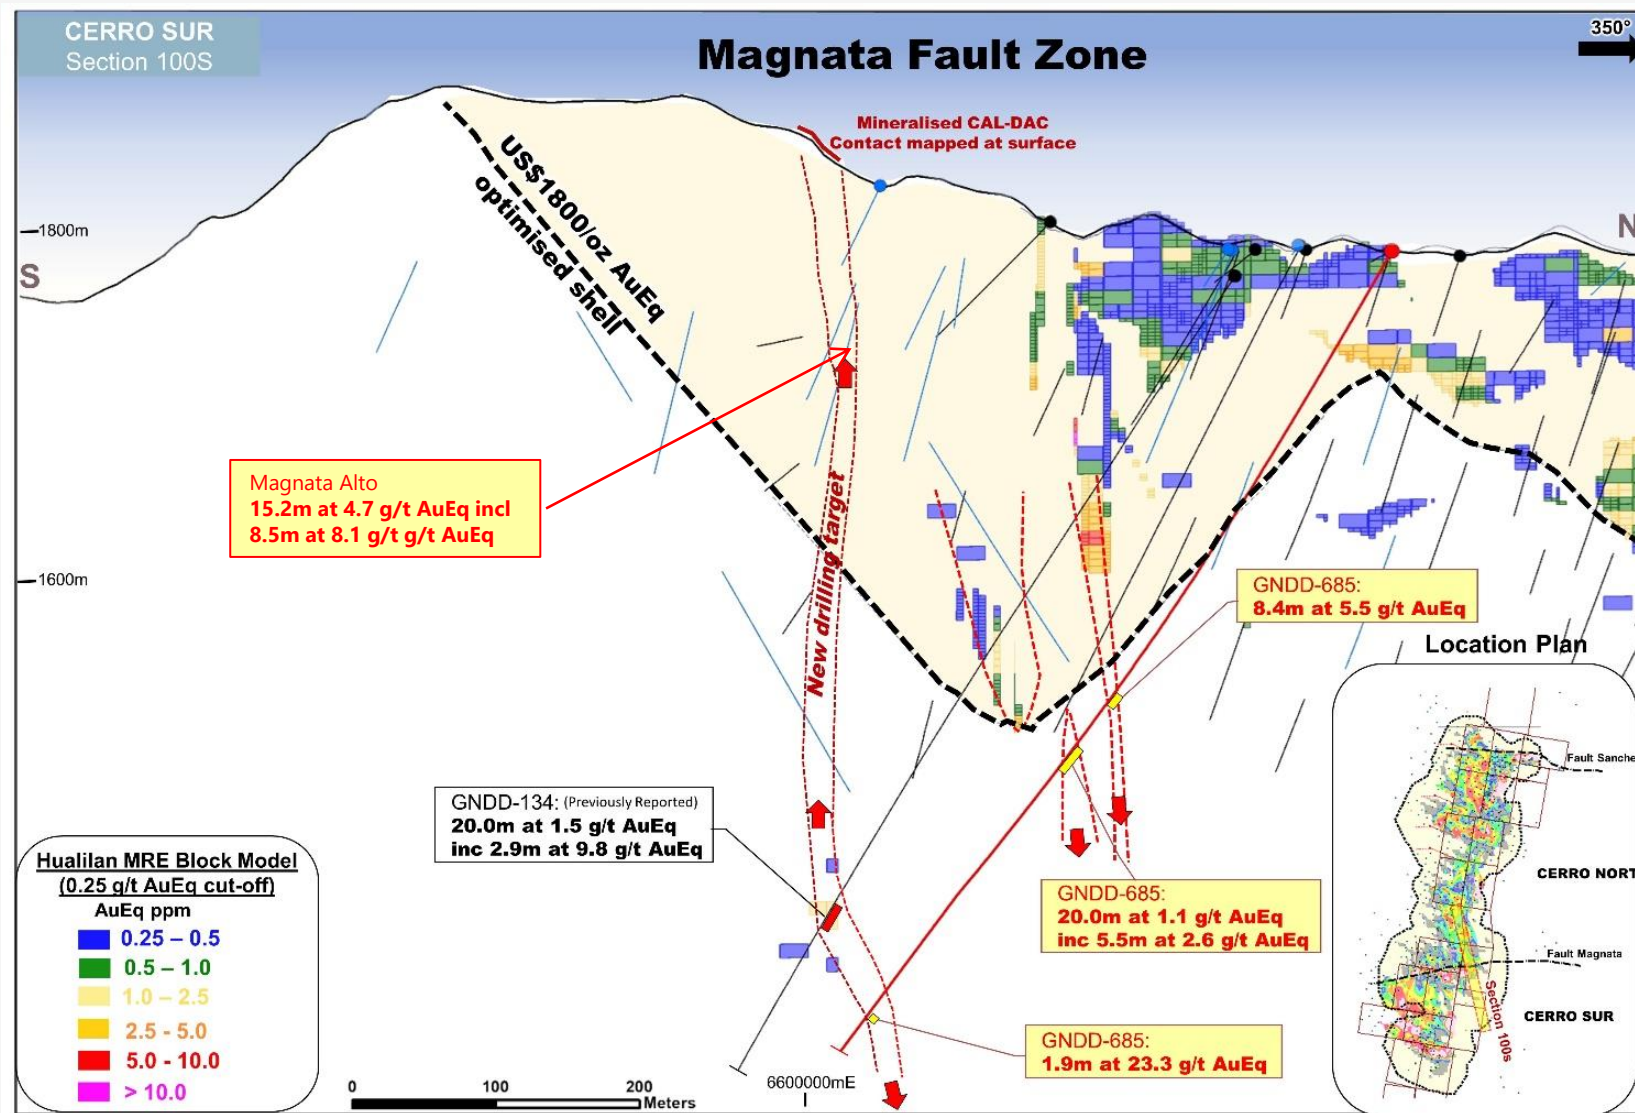 CERRO SUR
Section 100S
Magnata Fault Zone
350°
Mineralised CAL-DAC
Contact mapped at surface
US$1800/oz AuEq
optimised shell
1800m
S
N
Magnata Alto
15.2m at 4.7 g/t AuEq incl
8.5m at 8.1 g/t g/t AuEq
New drilling target
1600m
GNDD-685:
8.4m at 5.5 g/t AuEq
Location Plan
Fault Sanche
CERRO NORT
Fault Magnata
CERRO SUR
Section 100s
GNDD-134: (Previously Reported)
20.0m at 1.5 g/t AuEq
inc 2.9m at 9.8 g/t AuEq
GNDD-685:
20.0m at 1.1 g/t AuEq
inc 5.5m at 2.6 g/t AuEq
GNDD-685:
1.9m at 23.3 g/t AuEq
Hualilan MRE Block Model
(0.25 g/t AuEq cut-off)
AuEq ppm
0.25 – 0.5
0.5 – 1.0
1.0 – 2.5
2.5 - 5.0
5.0 - 10.0
> 10.0
0 100 200
Meters
6600000mE